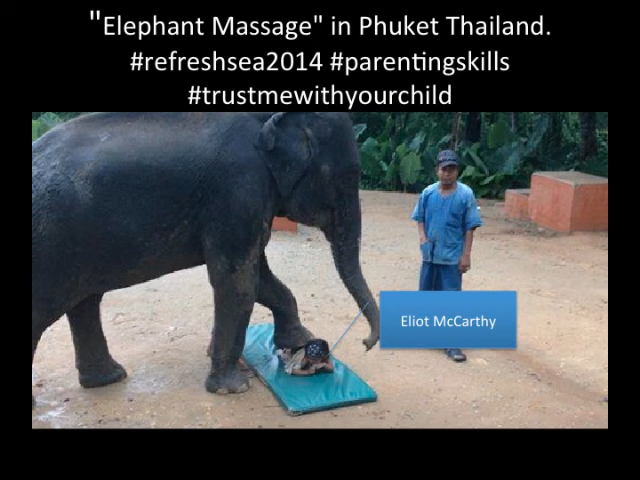 "Elephant Massage" in Phuket Thailand.
#refreshsea2014 #parentingskills
#trustmewithyourchild
Eliot McCarthy